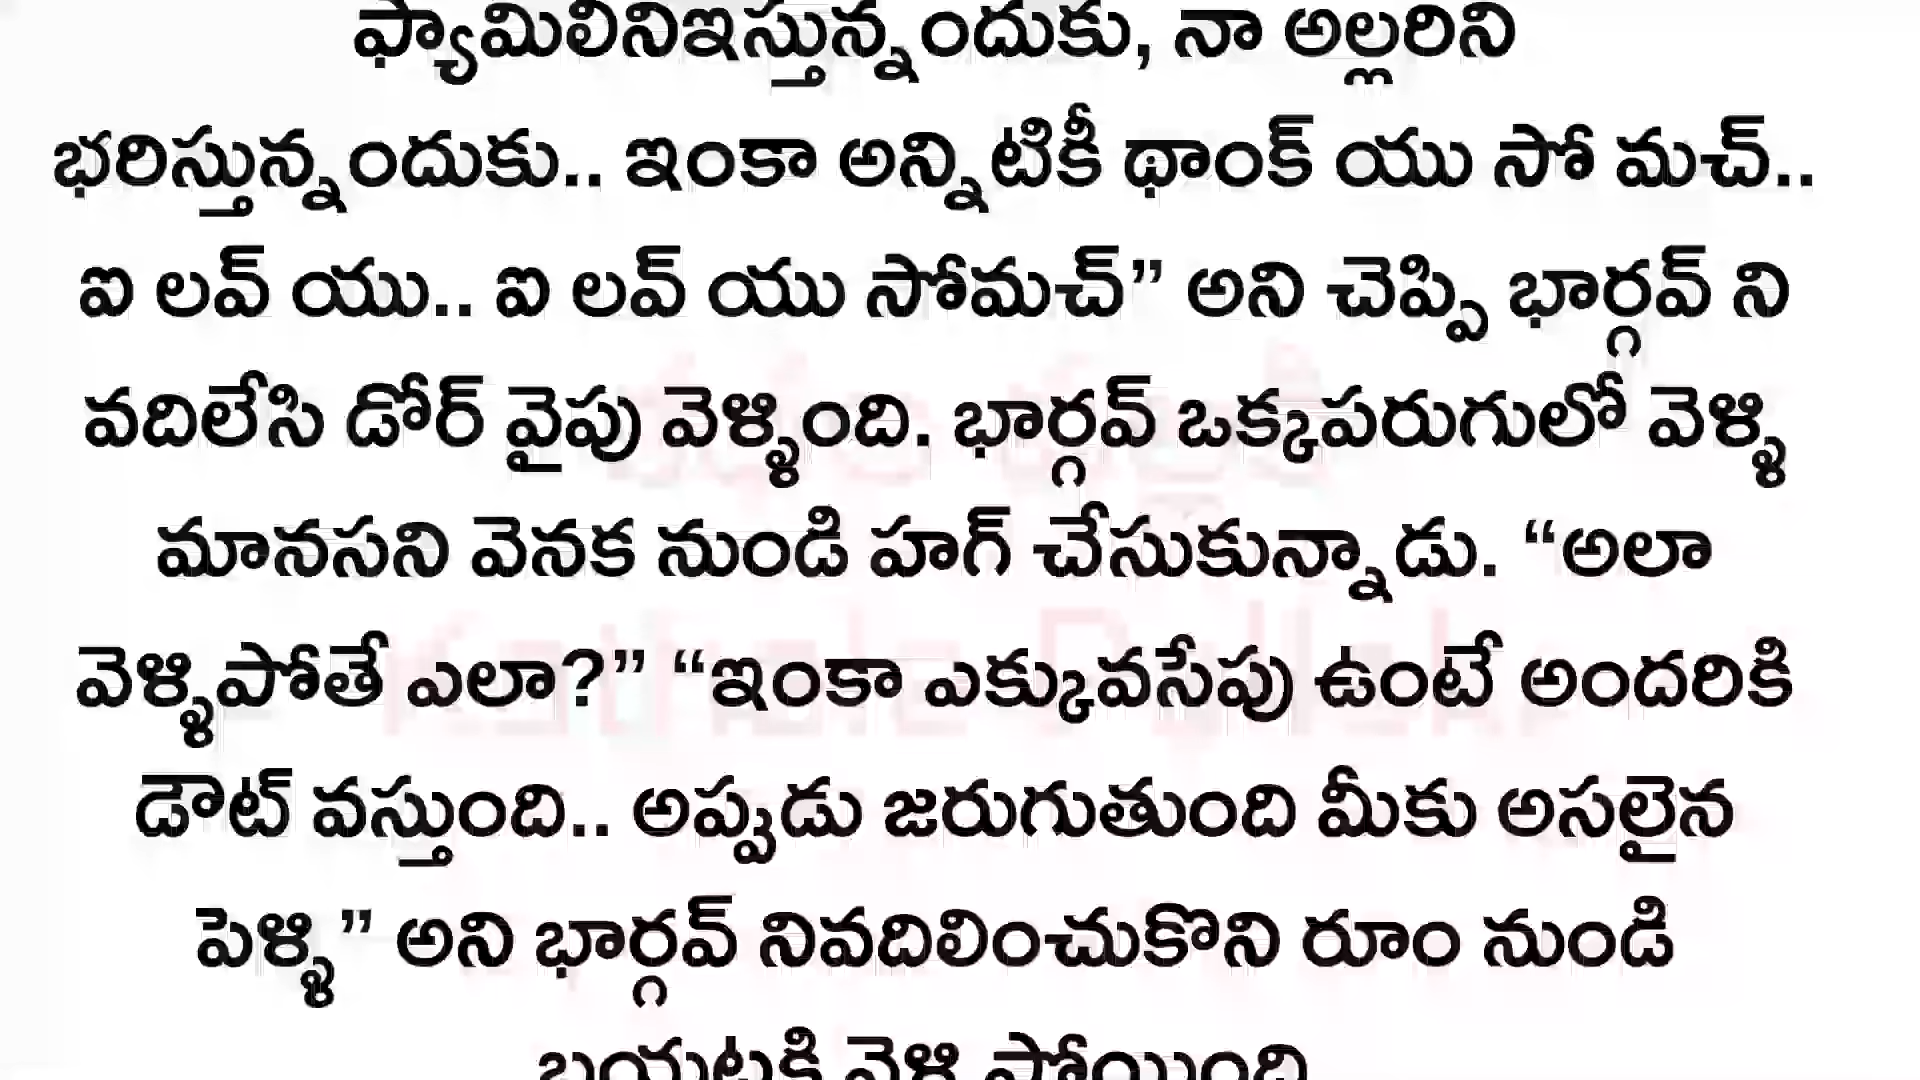 ఫ్యామిలినిఇస్తున్నందుకు, నా అల్లరిని
భరిస్తున్నందుకు.. ఇంకా అన్నిటికీ థాంక్ యు సో మచ్..
ఐ లవ్ యు.. ఐ లవ్ యు సోమచ్” అని చెప్పి భార్గవ్ ని
వదిలేసి డోర్ వైపు వెళ్ళింది. భార్గవ్ ఒక్కపరుగులో వెళ్ళి
మానసని వెనక నుండి హగ్ చేసుకున్నాడు. “అలా
వెళ్ళిపోతే ఎలా?” “ఇంకా ఎక్కువసేపు ఉంటే అందరికి
డౌట్ వస్తుంది.. అప్పుడు జరుగుతుంది మీకు అసలైన
పెళ్ళి” అని భార్గవ్ నివదిలించుకొని రూం నుండి
బయటకి వెళ్లి పోయింది